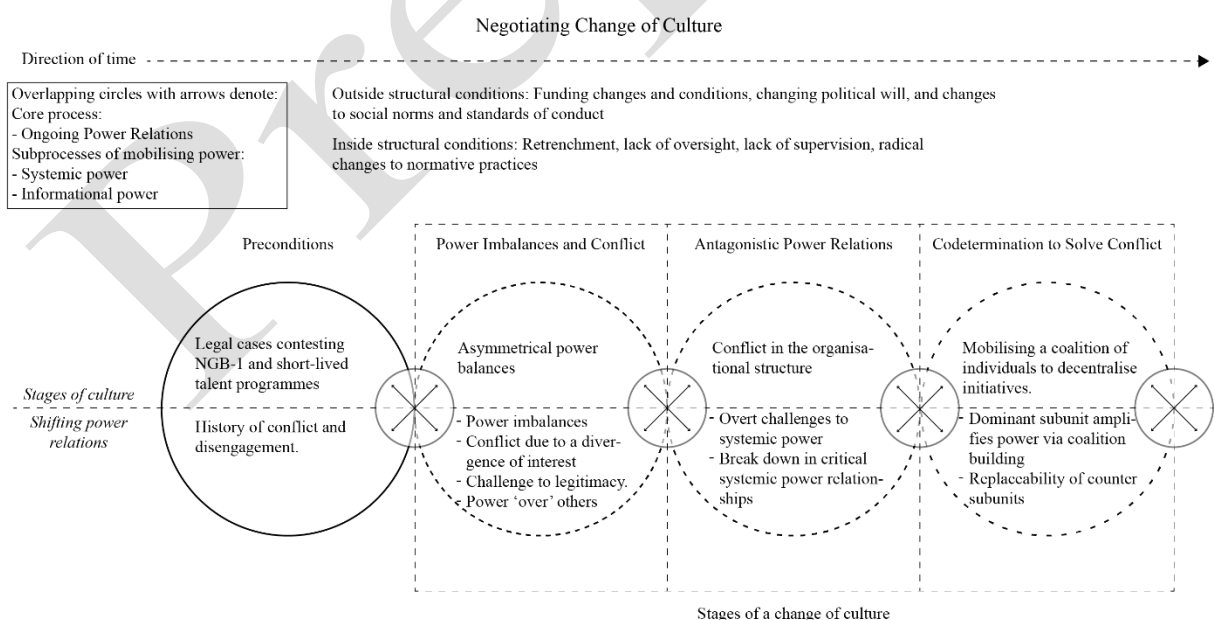 Negotiating Change of Culture
Direction of time
Overlapping circles with arrows denote:
Core process:
- Ongoing Power Relations
Subprocesses of mobilising power:
- Systemic power
- Informational power
Outside structural conditions: Funding changes and conditions, changing political will, and changes
to social norms and standards of conduct
Inside structural conditions: Retrenchment, lack of oversight, lack of supervision, radical
changes to normative practices
Preconditions
Power Imbalances and Conflict
Antagonistic Power Relations
Codetermination to Solve Conflict
Stages of culture
Shifting power
relations
Legal cases contesting
NGB-1 and short-lived
talent programmes
History of conflict and
disengagement.
Asymmetrical power
balances
- Power imbalances
- Conflict due to a diver-
gence of interest
- Challenge to legitimacy.
- Power ‘over’ others
Conflict in the organisa-
tional structure
- Overt challenges to
systemic power
- Break down in critical
systemic power relation-
ships
Mobilising a coalition of
individuals to decentralise
initiatives.
- Dominant subunit ampli-
fies power via coalition
building
- Replaceability of counter
subunits
Stages of a change of culture